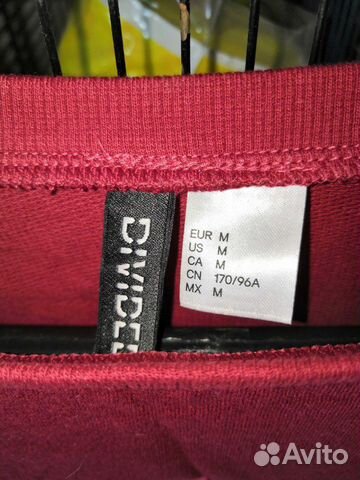 DIVIDED
EUR M
US M
CA M
CN 170/96A
MX M
Avito